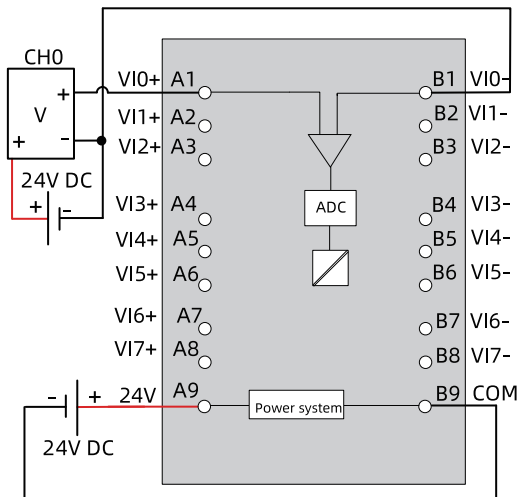 CH0
VI0+ A1 B1 VI0-
+
V
+ -
VI1+ A2 B2 VI1-
VI2+ A3 B3 VI2-
24V DC
+ -
VI3+ A4 ADC B4 VI3-
VI4+ A5 B5 VI4-
VI5+ A6 B6 VI5-
VI6+ A7 B7 VI6-
VI7+ A8 B8 VI7-
- + 24V A9 Power system B9 COM
24V DC